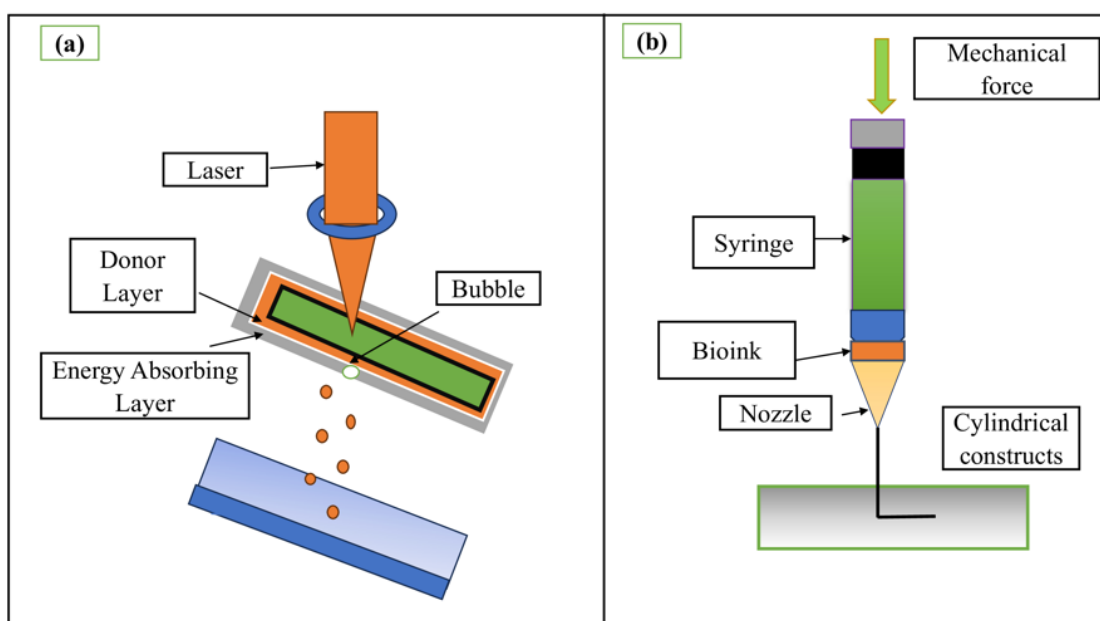 (a)
Laser
Donor
Layer
Bubble
Energy Absorbing
Layer
(b)
Mechanical
force
Syringe
Bioink
Nozzle
Cylindrical
constructs